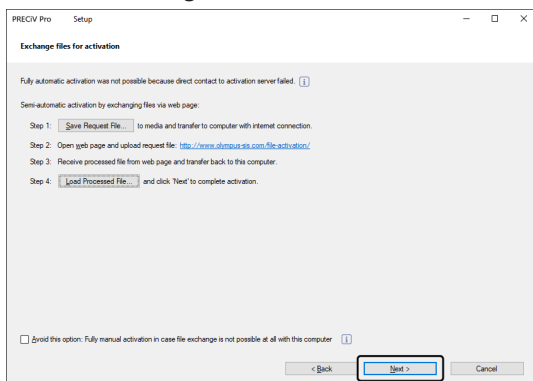 PRECiV Pro Setup
Exchange files for activation
Fully automatic activation was not possible because direct contact to activation server failed. i
Semi-automatic activation by exchanging files via web page:
Step 1: Save Request File... to media and transfer to computer with internet connection.
Step 2: Open web page and upload request file: http://www.olympus-sis.com/file-activation/
Step 3: Receive processed file from web page and transfer back to this computer.
Step 4: Load Processed File... and click 'Next' to complete activation.
Avoid this option: Fully manual activation in case file exchange is not possible at all with this computer i
< Back Next > Cancel